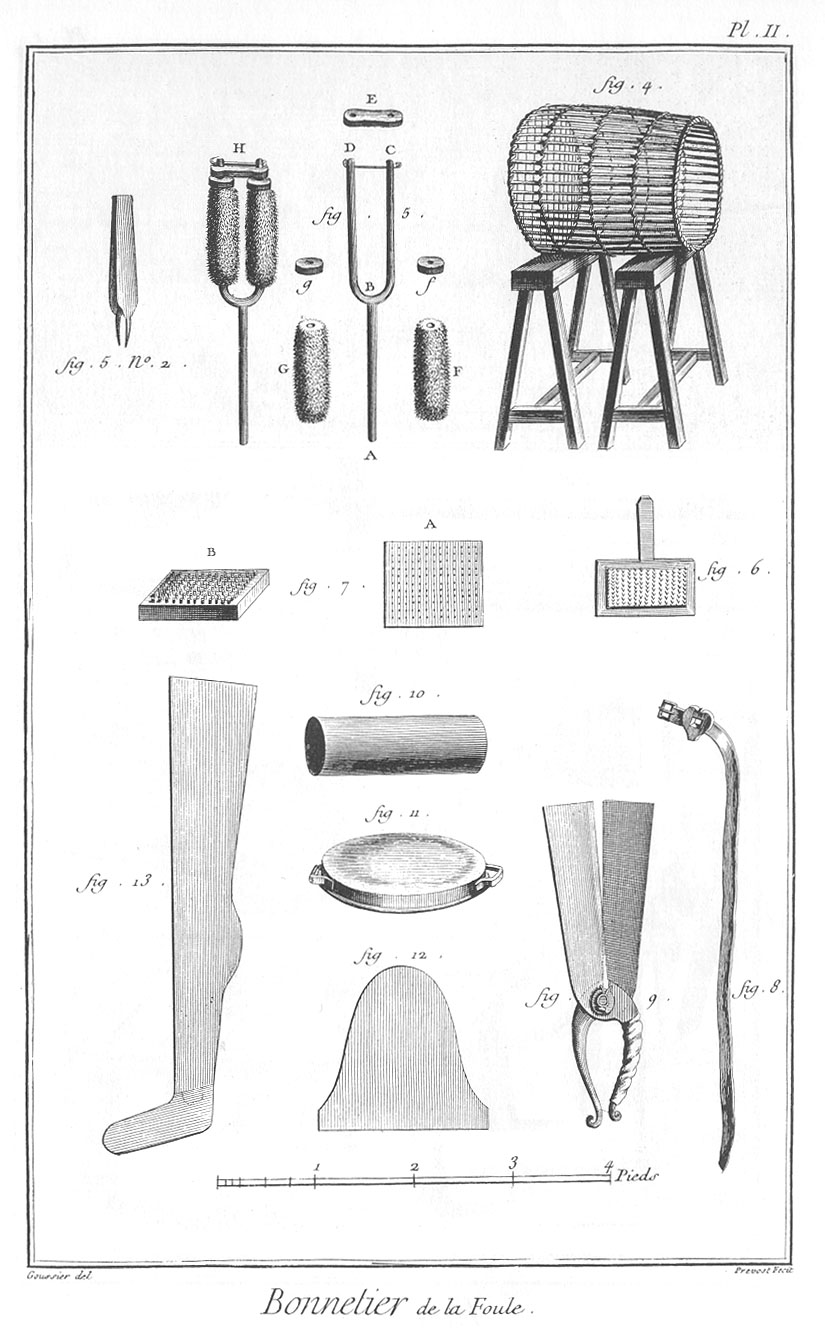 Pl. II.
fig. 4.
E
H
D C
fig. 5.
g
B
f
fig. 5. N°. 2.
G
F
A
B
A
fig. 7.
fig. 6.
fig. 10.
fig. 11.
fig. 13.
fig. 12.
fig. 9.
fig. 8.
1 2 3 4 Pieds
Goussier del
Prevost Fecit
Bonnetier de la Foule.